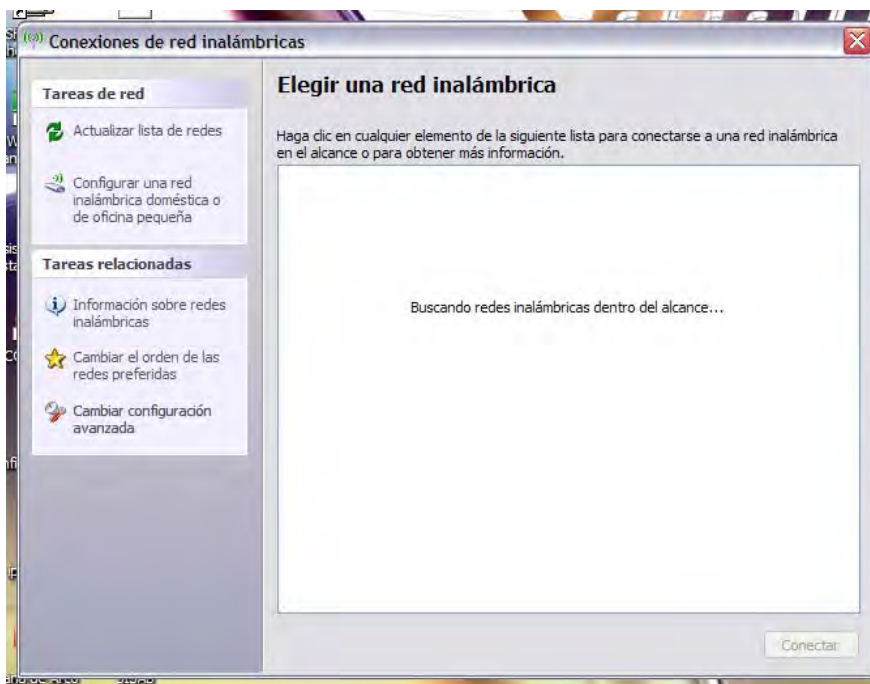 Conexiones de red inalámbricas
Tareas de red
Actualizar lista de redes
Configurar una red
inalámbrica doméstica o
de oficina pequeña
Tareas relacionadas
Información sobre redes
inalámbricas
Cambiar el orden de las
redes preferidas
Cambiar configuración
avanzada
Elegir una red inalámbrica
Haga clic en cualquier elemento de la siguiente lista para conectarse a una red inalámbrica
en el alcance o para obtener más información.
Buscando redes inalámbricas dentro del alcance...
Conectar